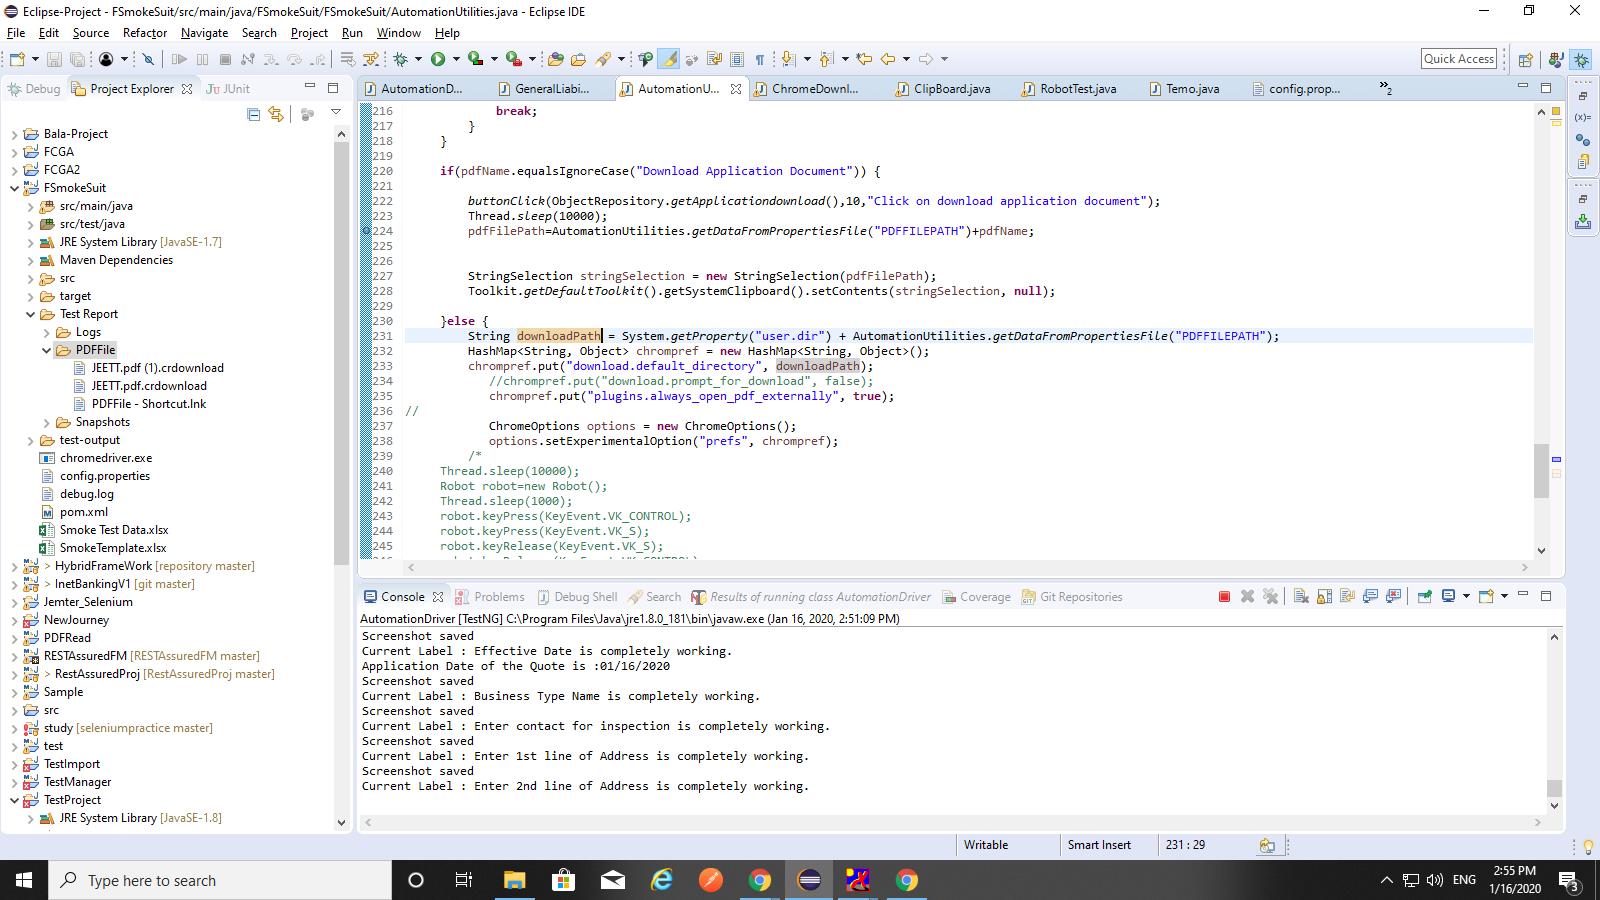 Eclipse-Project - FSmokeSuit/src/main/java/FSmokeSuit/FSmokeSuit/AutomationUtilities.java - Eclipse IDE
File Edit Source Refactor Navigate Search Project Run Window Help
Quick Access
Debug Project Explorer JUnit
Bala-Project
FCGA
FCGA2
FSmokeSuit
src/main/java
src/test/java
JRE System Library [JavaSE-1.7]
Maven Dependencies
src
target
Test Report
Logs
PDFFile
JEETT.pdf (1).crdownload
JEETT.pdf.crdownload
PDFFile - Shortcut.lnk
Snapshots
test-output
chromedriver.exe
config.properties
debug.log
pom.xml
Smoke Test Data.xlsx
SmokeTemplate.xlsx
> HybridFrameWork [repository master]
> InetBankingV1 [git master]
Jemter_Selenium
NewJourney
PDFRead
RESTAssuredFM [RESTAssuredFM master]
> RestAssuredProj [RestAssuredProj master]
Sample
src
study [seleniumpractice master]
test
TestImport
TestManager
TestProject
JRE System Library [JavaSE-1.8]
AutomationD... GeneralLiabi... AutomationU... ChromeDownl... ClipBoard.java RobotTest.java Temo.java config.prop... »2
216 break;
217 }
218 }
219
220 if(pdfName.equalsIgnoreCase("Download Application Document")) {
221
222 buttonClick(ObjectRepository.getApplicationdownload(),10,"Click on download application document");
223 Thread.sleep(10000);
224 pdfFilePath=AutomationUtilities.getDataFromPropertiesFile("PDFFILEPATH")+pdfName;
225
226
227 StringSelection stringSelection = new StringSelection(pdfFilePath);
228 Toolkit.getDefaultToolkit().getSystemClipboard().setContents(stringSelection, null);
229
230 }else {
231 String downloadPath = System.getProperty("user.dir") + AutomationUtilities.getDataFromPropertiesFile("PDFFILEPATH");
232 HashMap<String, Object> chrompref = new HashMap<String, Object>();
233 chrompref.put("download.default_directory", downloadPath);
234 //chrompref.put("download.prompt_for_download", false);
235 chrompref.put("plugins.always_open_pdf_externally", true);
236 //
237 ChromeOptions options = new ChromeOptions();
238 options.setExperimentalOption("prefs", chrompref);
239 /*
240 Thread.sleep(10000);
241 Robot robot=new Robot();
242 Thread.sleep(1000);
243 robot.keyPress(KeyEvent.VK_CONTROL);
244 robot.keyPress(KeyEvent.VK_S);
245 robot.keyRelease(KeyEvent.VK_S);
(x)=
Console Problems Debug Shell Search Results of running class AutomationDriver Coverage Git Repositories
AutomationDriver [TestNG] C:\Program Files\Java\jre1.8.0_181\bin\javaw.exe (Jan 16, 2020, 2:51:09 PM)
Screenshot saved
Current Label : Effective Date is completely working.
Application Date of the Quote is :01/16/2020
Screenshot saved
Current Label : Business Type Name is completely working.
Screenshot saved
Current Label : Enter contact for inspection is completely working.
Screenshot saved
Current Label : Enter 1st line of Address is completely working.
Screenshot saved
Current Label : Enter 2nd line of Address is completely working.
Writable Smart Insert 231 : 29
Type here to search
ENG
2:55 PM
1/16/2020
3